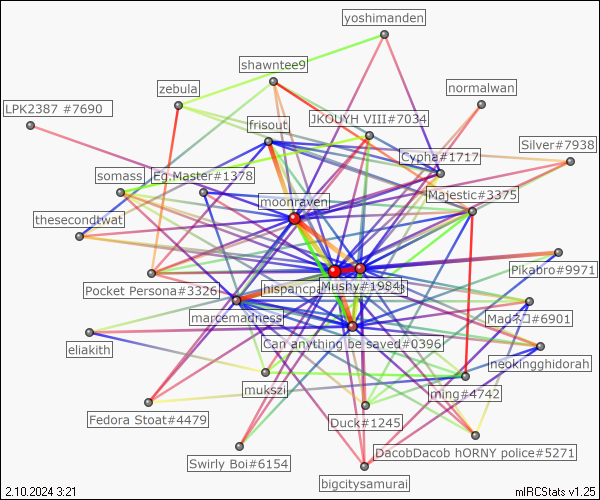 yoshimanden
shawntee9
zebula
normalwan
LPK2387 #7690
JKOUYH VIII#7034
frisout
Silver#7938
Cypha#1717
somass
Eg.Master#1378
Majestic#3375
moonraven
thesecondtwat
Pikabro#9971
Pocket Persona#3326
hispancpa
Mushy#1984
marcemadness
Mad-ZJ#6901
Can anything be saved#0396
eliakith
neokingghidorah
mukszi
ming#4742
Fedora Stoat#4479
Duck#1245
DacobDacob hORNY police#5271
Swirly Boi#6154
bigcitysamurai
2.10.2024 3:21
mIRCStats v1.25